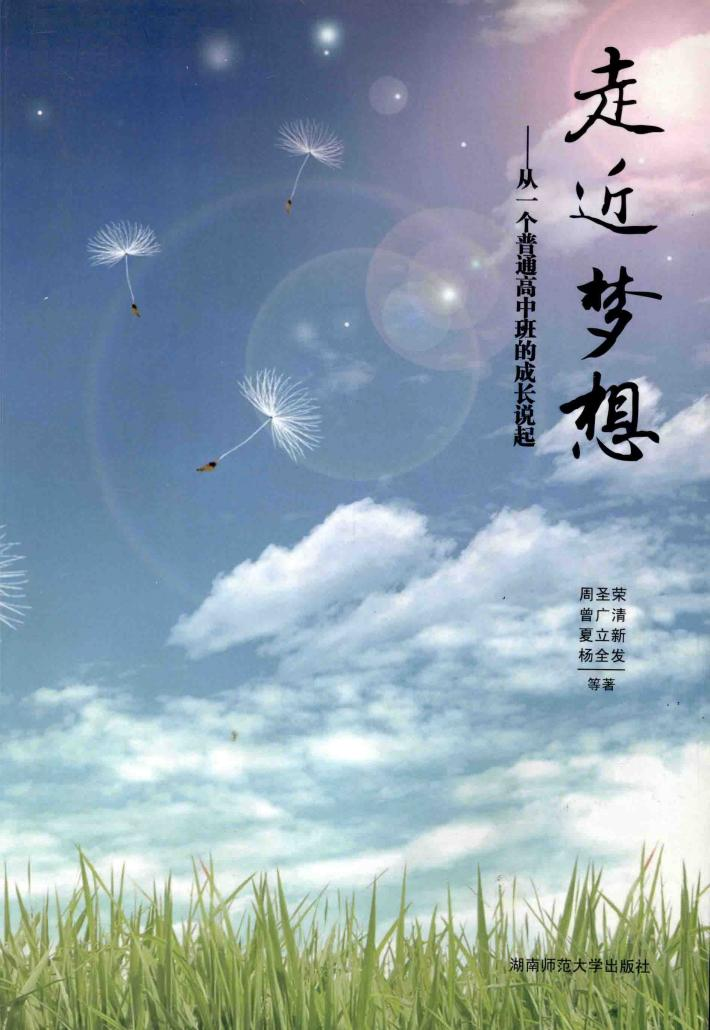 走近梦想
——从一个普通高中班的成长说起
周圣荣
曾广清
夏立新
杨全发
等著
湖南师范大学出版社